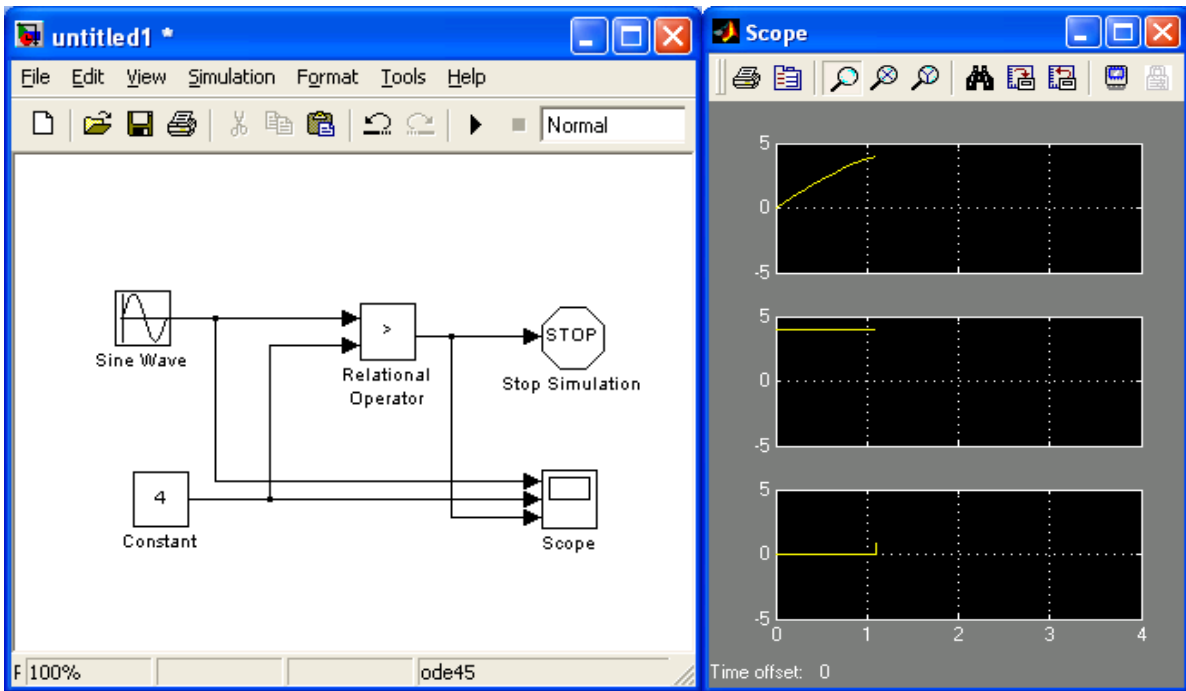 untitled1 *
File Edit View Simulation Format Tools Help
Normal
Sine Wave
>
Relational
Operator
STOP
Stop Simulation
4
Constant
Scope
F 100% ode45
Scope
5
0
-5
5
0
-5
5
0
-5
0 1 2 3 4
Time offset: 0